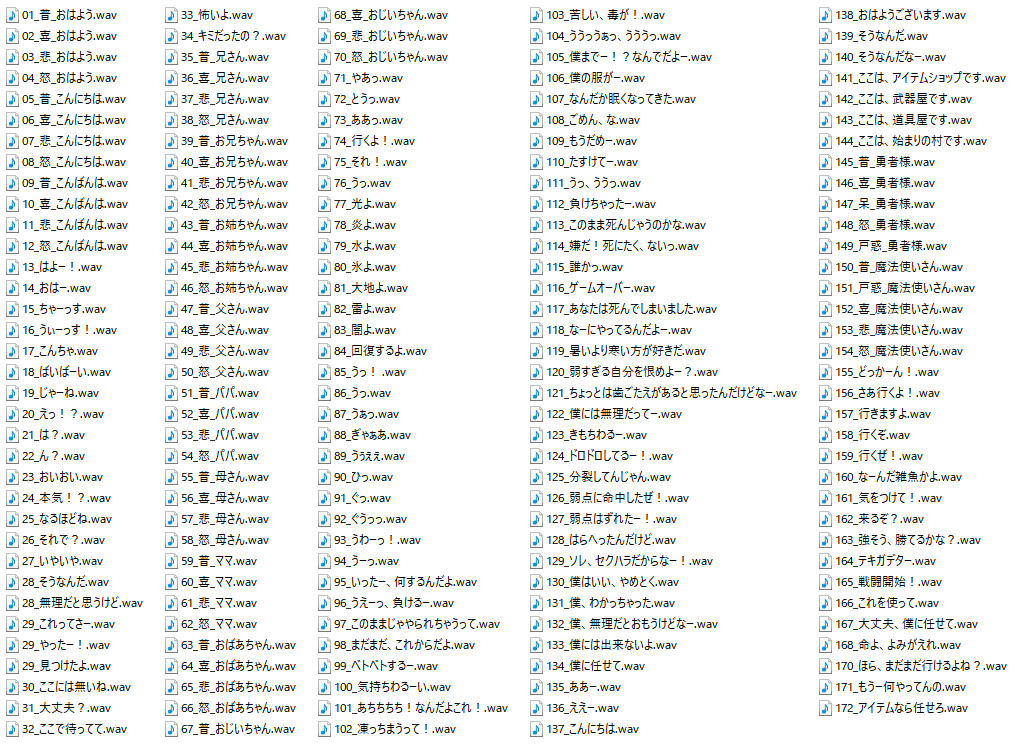 01_普_おはよう.wav
02_喜_おはよう.wav
03_悲_おはよう.wav
04_怒_おはよう.wav
05_普_こんにちは.wav
06_喜_こんにちは.wav
07_悲_こんにちは.wav
08_怒_こんにちは.wav
09_普_こんばんは.wav
10_喜_こんばんは.wav
11_悲_こんばんは.wav
12_怒_こんばんは.wav
13_はよー！.wav
14_おはー.wav
15_ちゃーっす.wav
16_うぃーっす！.wav
17_こんちゃ.wav
18_ばいばーい.wav
19_じゃーね.wav
20_えっ！？.wav
21_は？.wav
22_ん？.wav
23_おいおい.wav
24_本気！？.wav
25_なるほどね.wav
26_それで？.wav
27_いやいや.wav
28_そうなんだ.wav
28_無理だと思うけど.wav
29_これってさー.wav
29_やったー！.wav
29_見つけたよ.wav
30_ここには無いね.wav
31_大丈夫？.wav
32_ここで待ってて.wav
33_怖いよ.wav
34_キミだったの？.wav
35_普_兄さん.wav
36_喜_兄さん.wav
37_悲_兄さん.wav
38_怒_兄さん.wav
39_普_お兄ちゃん.wav
40_喜_お兄ちゃん.wav
41_悲_お兄ちゃん.wav
42_怒_お兄ちゃん.wav
43_普_お姉ちゃん.wav
44_喜_お姉ちゃん.wav
45_悲_お姉ちゃん.wav
46_怒_お姉ちゃん.wav
47_普_父さん.wav
48_喜_父さん.wav
49_悲_父さん.wav
50_怒_父さん.wav
51_普_パパ.wav
52_喜_パパ.wav
53_悲_パパ.wav
54_怒_パパ.wav
55_普_母さん.wav
56_喜_母さん.wav
57_悲_母さん.wav
58_怒_母さん.wav
59_普_ママ.wav
60_喜_ママ.wav
61_悲_ママ.wav
62_怒_ママ.wav
63_普_おばあちゃん.wav
64_喜_おばあちゃん.wav
65_悲_おばあちゃん.wav
66_怒_おばあちゃん.wav
67_普_おじいちゃん.wav
68_喜_おじいちゃん.wav
69_悲_おじいちゃん.wav
70_怒_おじいちゃん.wav
71_やあっ.wav
72_とうっ.wav
73_ああっ.wav
74_行くよ！.wav
75_それ！.wav
76_うっ.wav
77_光よ.wav
78_炎よ.wav
79_水よ.wav
80_氷よ.wav
81_大地よ.wav
82_雷よ.wav
83_闇よ.wav
84_回復するよ.wav
85_うっ！.wav
86_うっ.wav
87_うぁっ.wav
88_ぎゃぁあ.wav
89_うぅぇぇ.wav
90_ひっ.wav
91_ぐっ.wav
92_ぐうっっ.wav
93_うわーっ！.wav
94_うーっ.wav
95_いったー、何するんだよ.wav
96_うえーっ、負けるー.wav
97_このままじゃやられちゃうって.wav
98_まだまだ、これからだよ.wav
99_ベトベトするー.wav
100_気持ちわるーい.wav
101_あちちちち！なんだよこれ！.wav
102_凍っちまうって！.wav
103_苦しい、毒が！.wav
104_ううっうぁっ、うううっ.wav
105_僕までー！？なんでだよー.wav
106_僕の服がー.wav
107_なんだか眠くなってきた.wav
108_ごめん、な.wav
109_もうだめー.wav
110_たすけてー.wav
111_うっ、ううっ.wav
112_負けちゃったー.wav
113_このまま死んじゃうのかな.wav
114_嫌だ！死にたく、ないっ.wav
115_誰かっ.wav
116_ゲームオーバー.wav
117_あなたは死んでしまいました.wav
118_なーにやってるんだよー.wav
119_暑いより寒い方が好きだ.wav
120_弱すぎる自分を恨めよー？.wav
121_ちょっとは歯ごたえがあると思ったんだけどなー.wav
122_僕には無理だってー.wav
123_きもちわるー.wav
124_ドロドロしてるー！.wav
125_分裂してんじゃん.wav
126_弱点に命中したぜ！.wav
127_弱点はずれたー！.wav
128_はらへったんだけど.wav
129_ソレ、セクハラだからなー！.wav
130_僕はいい、やめとく.wav
131_僕、わかっちゃった.wav
132_僕、無理だとおもうけどなー.wav
133_僕には出来ないよ.wav
134_僕に任せて.wav
135_ああー.wav
136_ええー.wav
137_こんにちは.wav
138_おはようございます.wav
139_そうなんだ.wav
140_そうなんだなー.wav
141_ここは、アイテムショップです.wav
142_ここは、武器屋です.wav
143_ここは、道具屋です.wav
144_ここは、始まりの村です.wav
145_普_勇者様.wav
146_喜_勇者様.wav
147_呆_勇者様.wav
148_怒_勇者様.wav
149_戸惑_勇者様.wav
150_普_魔法使いさん.wav
151_戸惑_魔法使いさん.wav
152_喜_魔法使いさん.wav
153_悲_魔法使いさん.wav
154_怒_魔法使いさん.wav
155_どっかーん！.wav
156_さあ行くよ！.wav
157_行きますよ.wav
158_行くぞ.wav
159_行くぜ！.wav
160_なーんだ雑魚かよ.wav
161_気をつけて！.wav
162_来るぞ？.wav
163_強そう、勝てるかな？.wav
164_テキガデター.wav
165_戦闘開始！.wav
166_これを使って.wav
167_大丈夫、僕に任せて.wav
168_命よ、よみがえれ.wav
170_ほら、まだまだ行けるよね？.wav
171_もうー何やってんの.wav
172_アイテムなら任せろ.wav